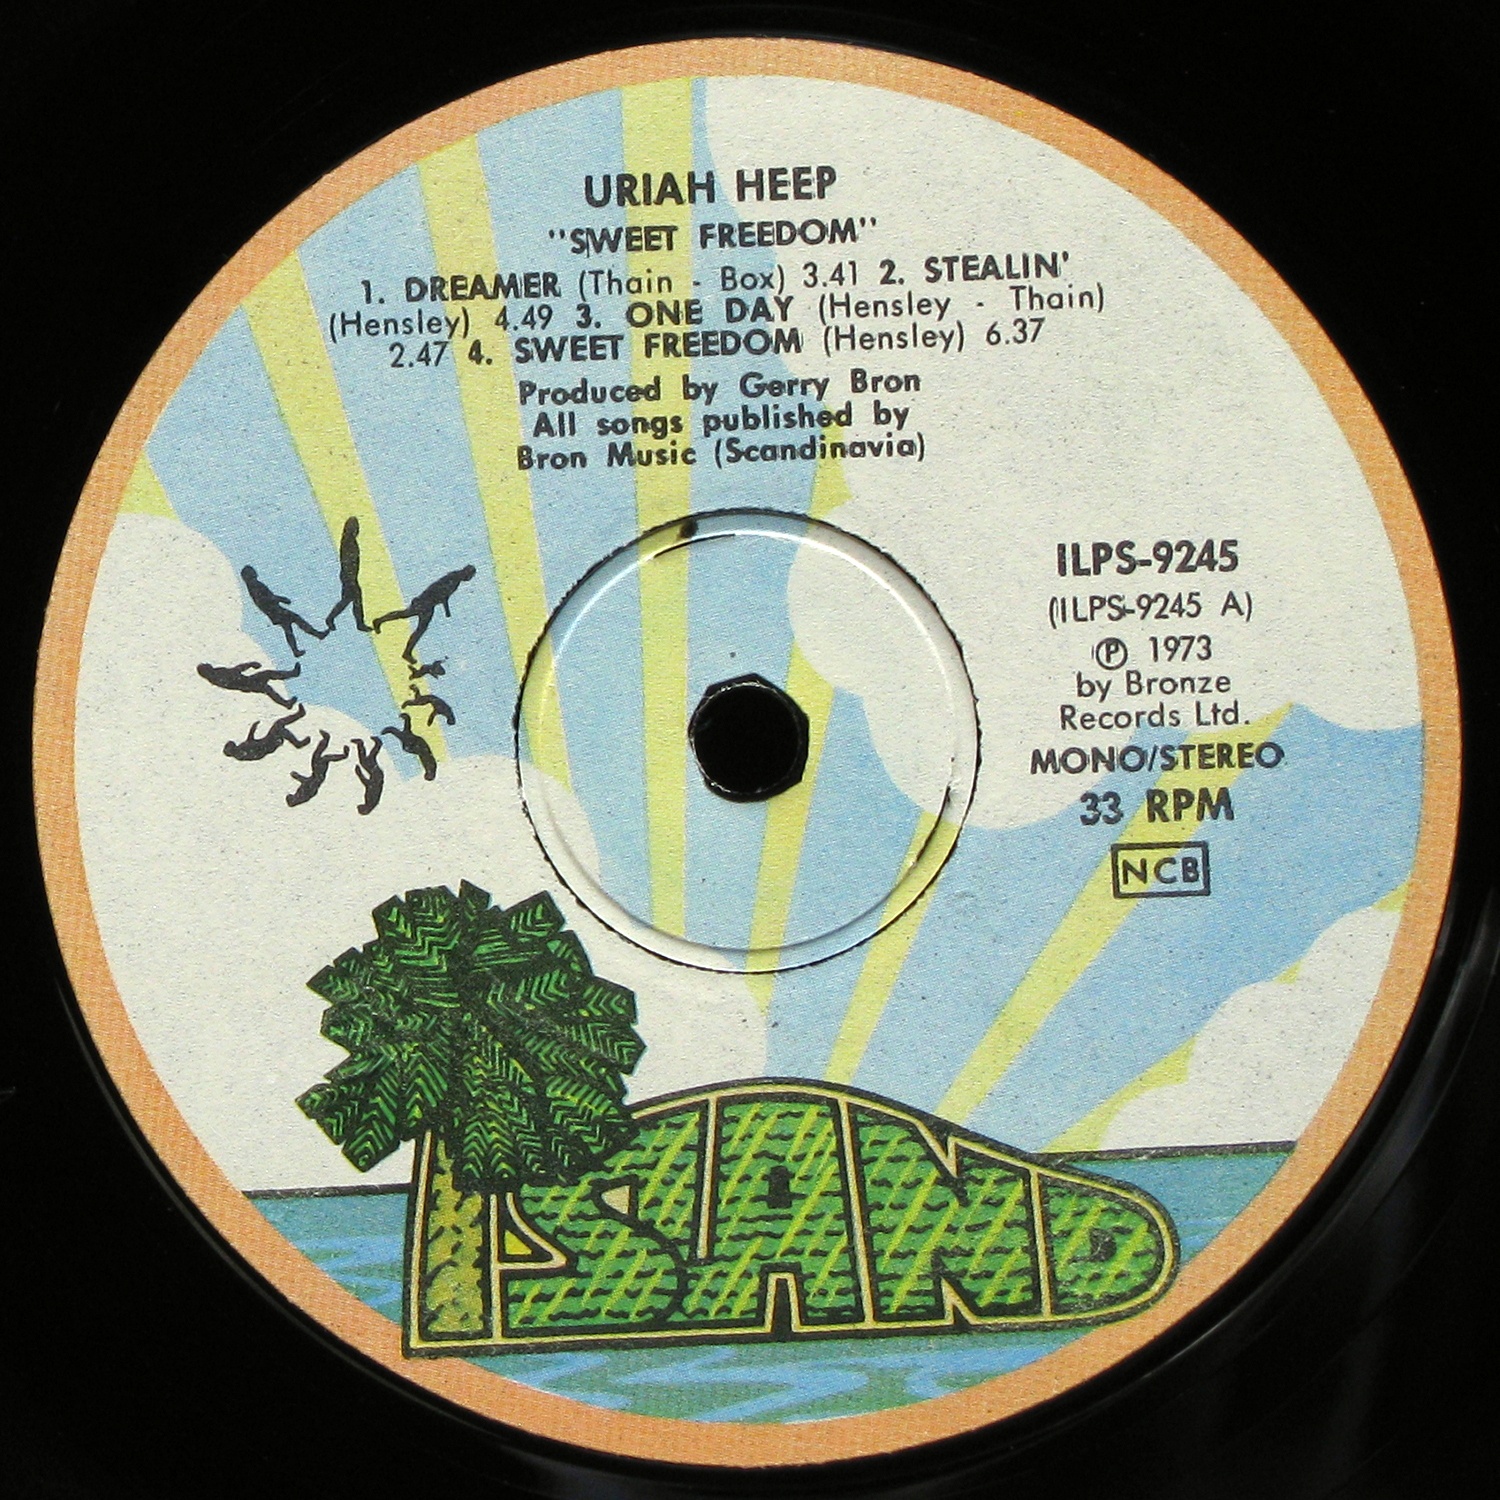 URIAH HEEP
"SWEET FREEDOM"
1. DREAMER (Thain - Box) 3.41 2. STEALIN'
(Hensley) 4.49 3. ONE DAY (Hensley - Thain)
2.47 4. SWEET FREEDOM (Hensley) 6.37
Produced by Gerry Bron
All songs published by
Bron Music (Scandinavia)
ILPS-9245
(ILPS-9245 A)
℗ 1973
by Bronze
Records Ltd.
MONO/STEREO
33 RPM
NCB
ISLAND